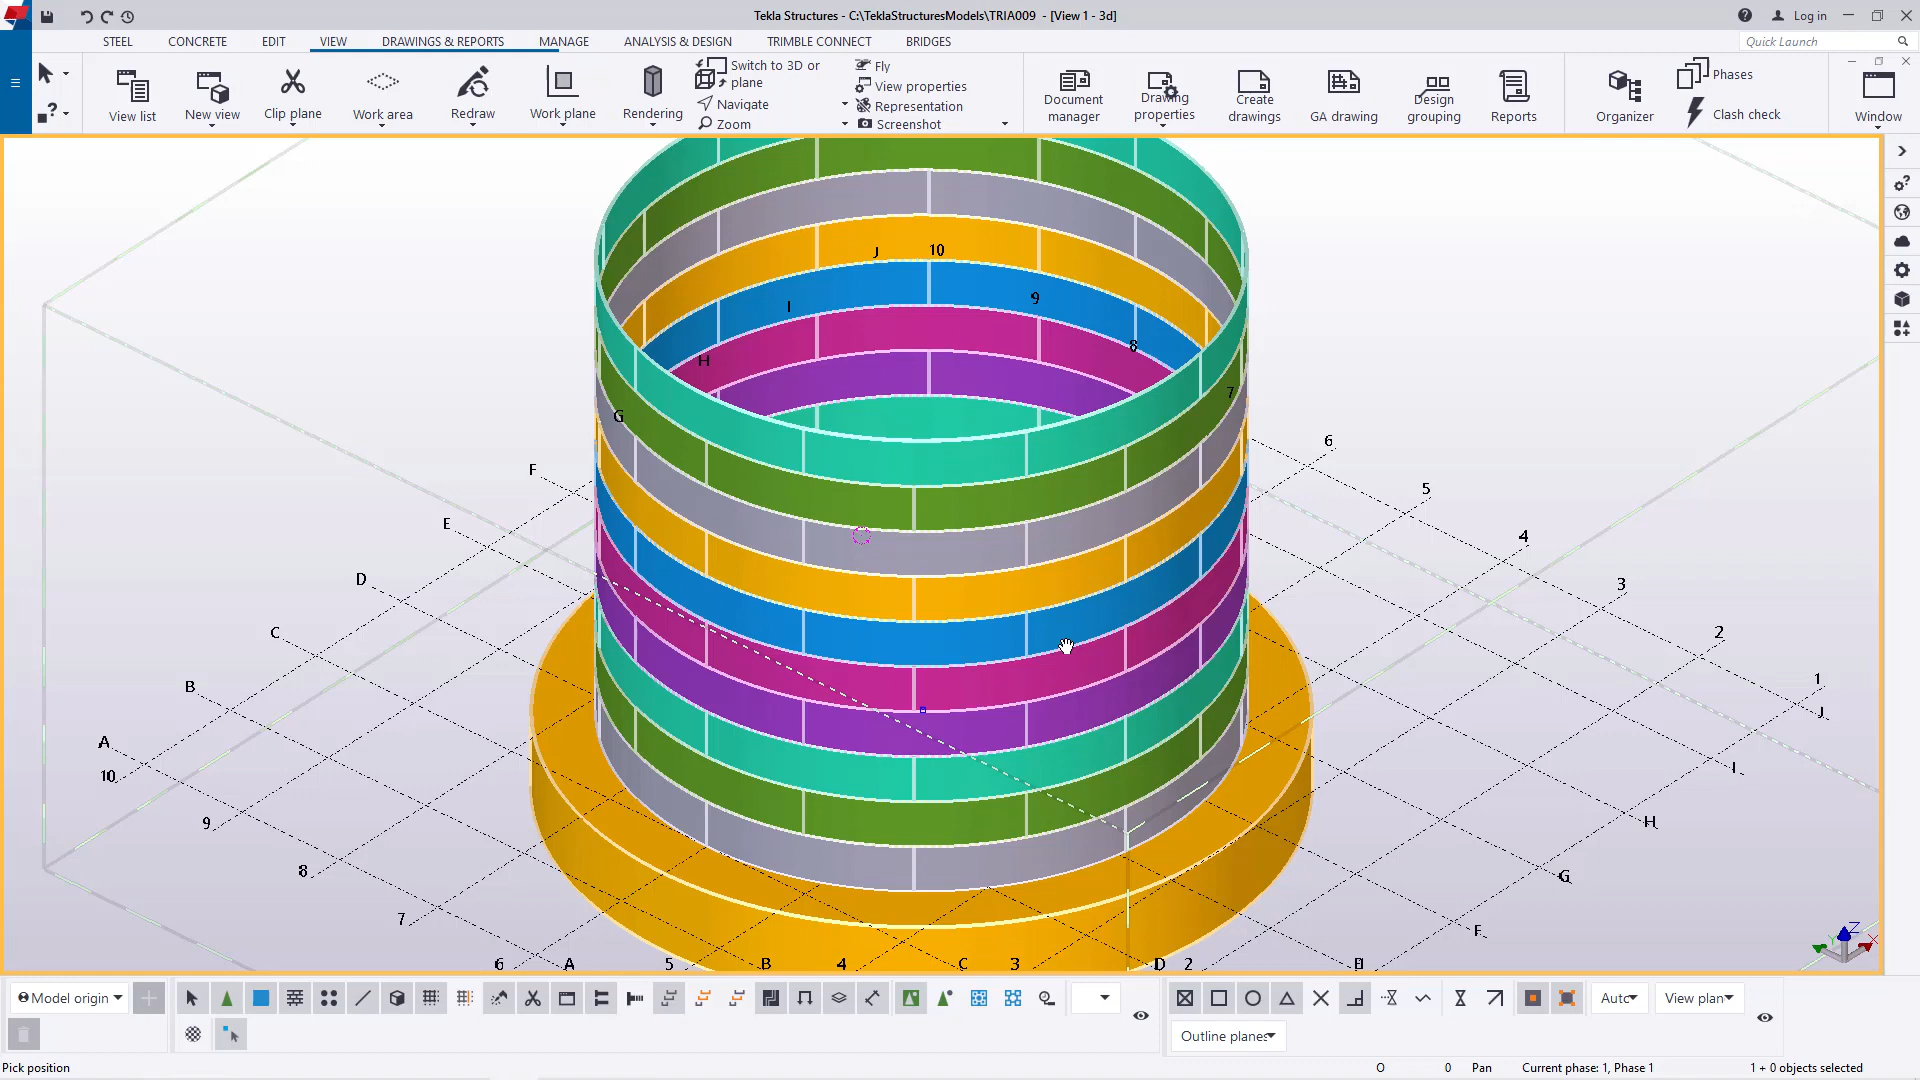 Tekla Structures - C:\TeklaStructuresModels\TRIA009 - [View 1 - 3d]
Log in
STEEL CONCRETE EDIT VIEW DRAWINGS & REPORTS MANAGE ANALYSIS & DESIGN TRIMBLE CONNECT BRIDGES
Quick Launch
View list
New view
Clip plane
Work area
Redraw
Work plane
Rendering
Switch to 3D or
plane
Navigate
Zoom
Fly
View properties
Representation
Screenshot
Document
manager
Drawing
properties
Create
drawings
GA drawing
Design
grouping
Reports
Organizer
Phases
Clash check
Window
J 10
I 9
H 8
G 7
F 6
E 5
D 4
C 3
B 2
A 1
10 J
9 I
8 H
7 G
F
6 A 5 B 4 C 3 D 2
Z
X
Model origin
Auto
View plan
Outline planes
Pick position
O 0 Pan Current phase: 1, Phase 1 1 + 0 objects selected